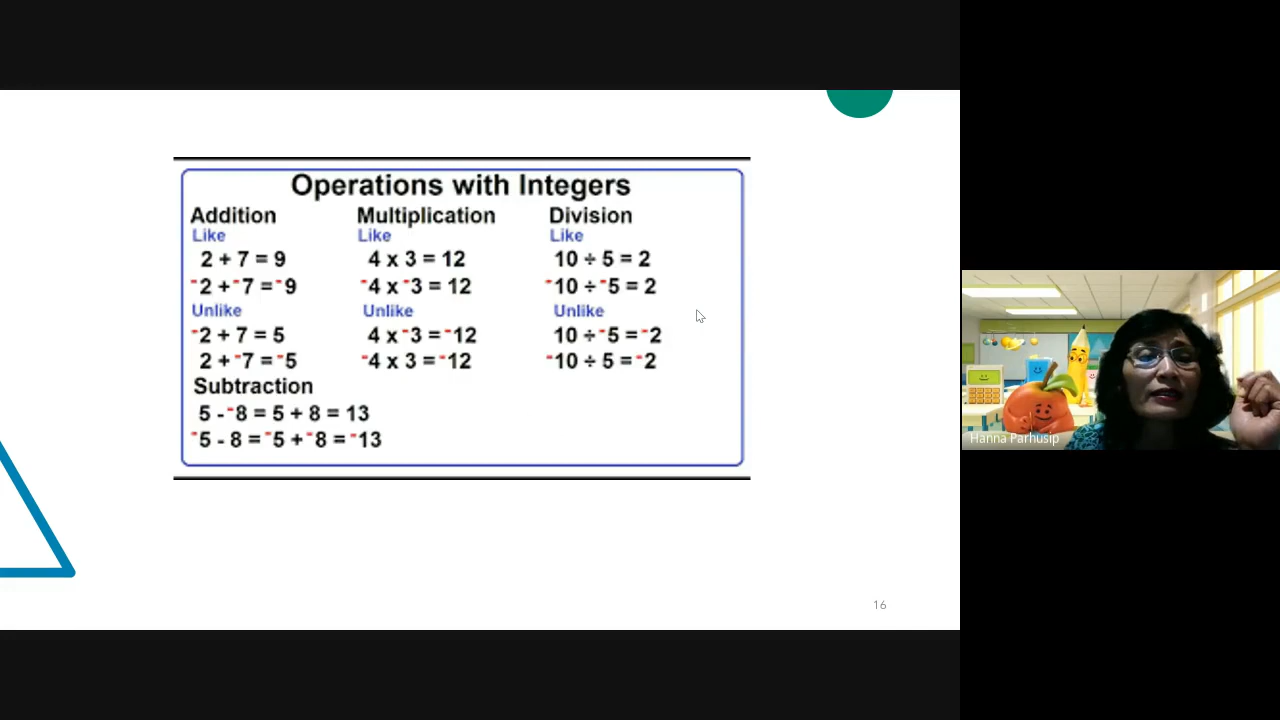 Operations with Integers
Addition
Like
2 + 7 = 9
⁻2 + ⁻7 = ⁻9
Unlike
⁻2 + 7 = 5
2 + ⁻7 = ⁻5
Subtraction
5 - ⁻8 = 5 + 8 = 13
⁻5 - 8 = ⁻5 + ⁻8 = ⁻13
Multiplication
Like
4 x 3 = 12
⁻4 x ⁻3 = 12
Unlike
4 x ⁻3 = ⁻12
⁻4 x 3 = ⁻12
Division
Like
10 ÷ 5 = 2
⁻10 ÷ ⁻5 = 2
Unlike
10 ÷ ⁻5 = ⁻2
⁻10 ÷ 5 = ⁻2
16
Hanna Parhusip